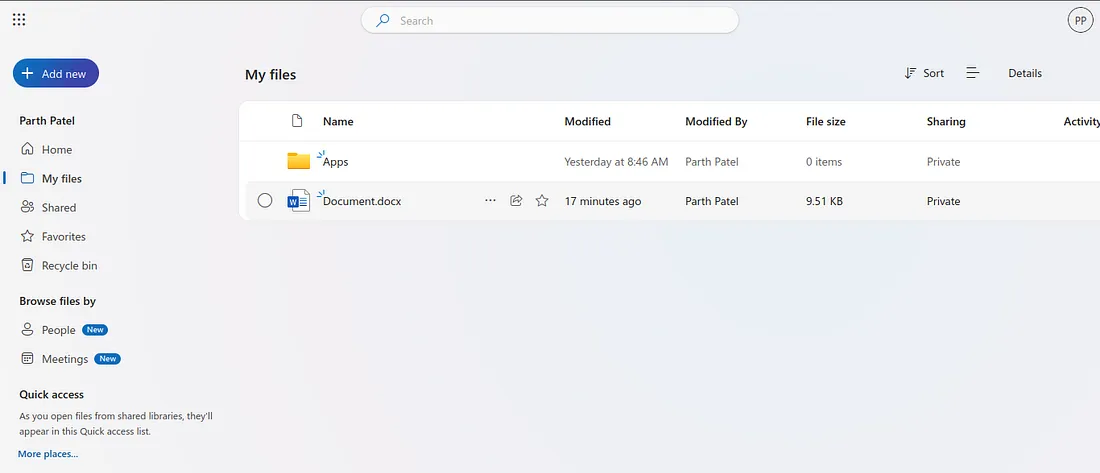 Search
PP
Add new
My files
Sort
Details
Parth Patel
Home
My files
Shared
Favorites
Recycle bin
Browse files by
People New
Meetings New
Quick access
As you open files from shared libraries, they'll
appear in this Quick access list.
More places...
Name Modified Modified By File size Sharing Activity
Apps Yesterday at 8:46 AM Parth Patel 0 items Private
W Document.docx 17 minutes ago Parth Patel 9.51 KB Private